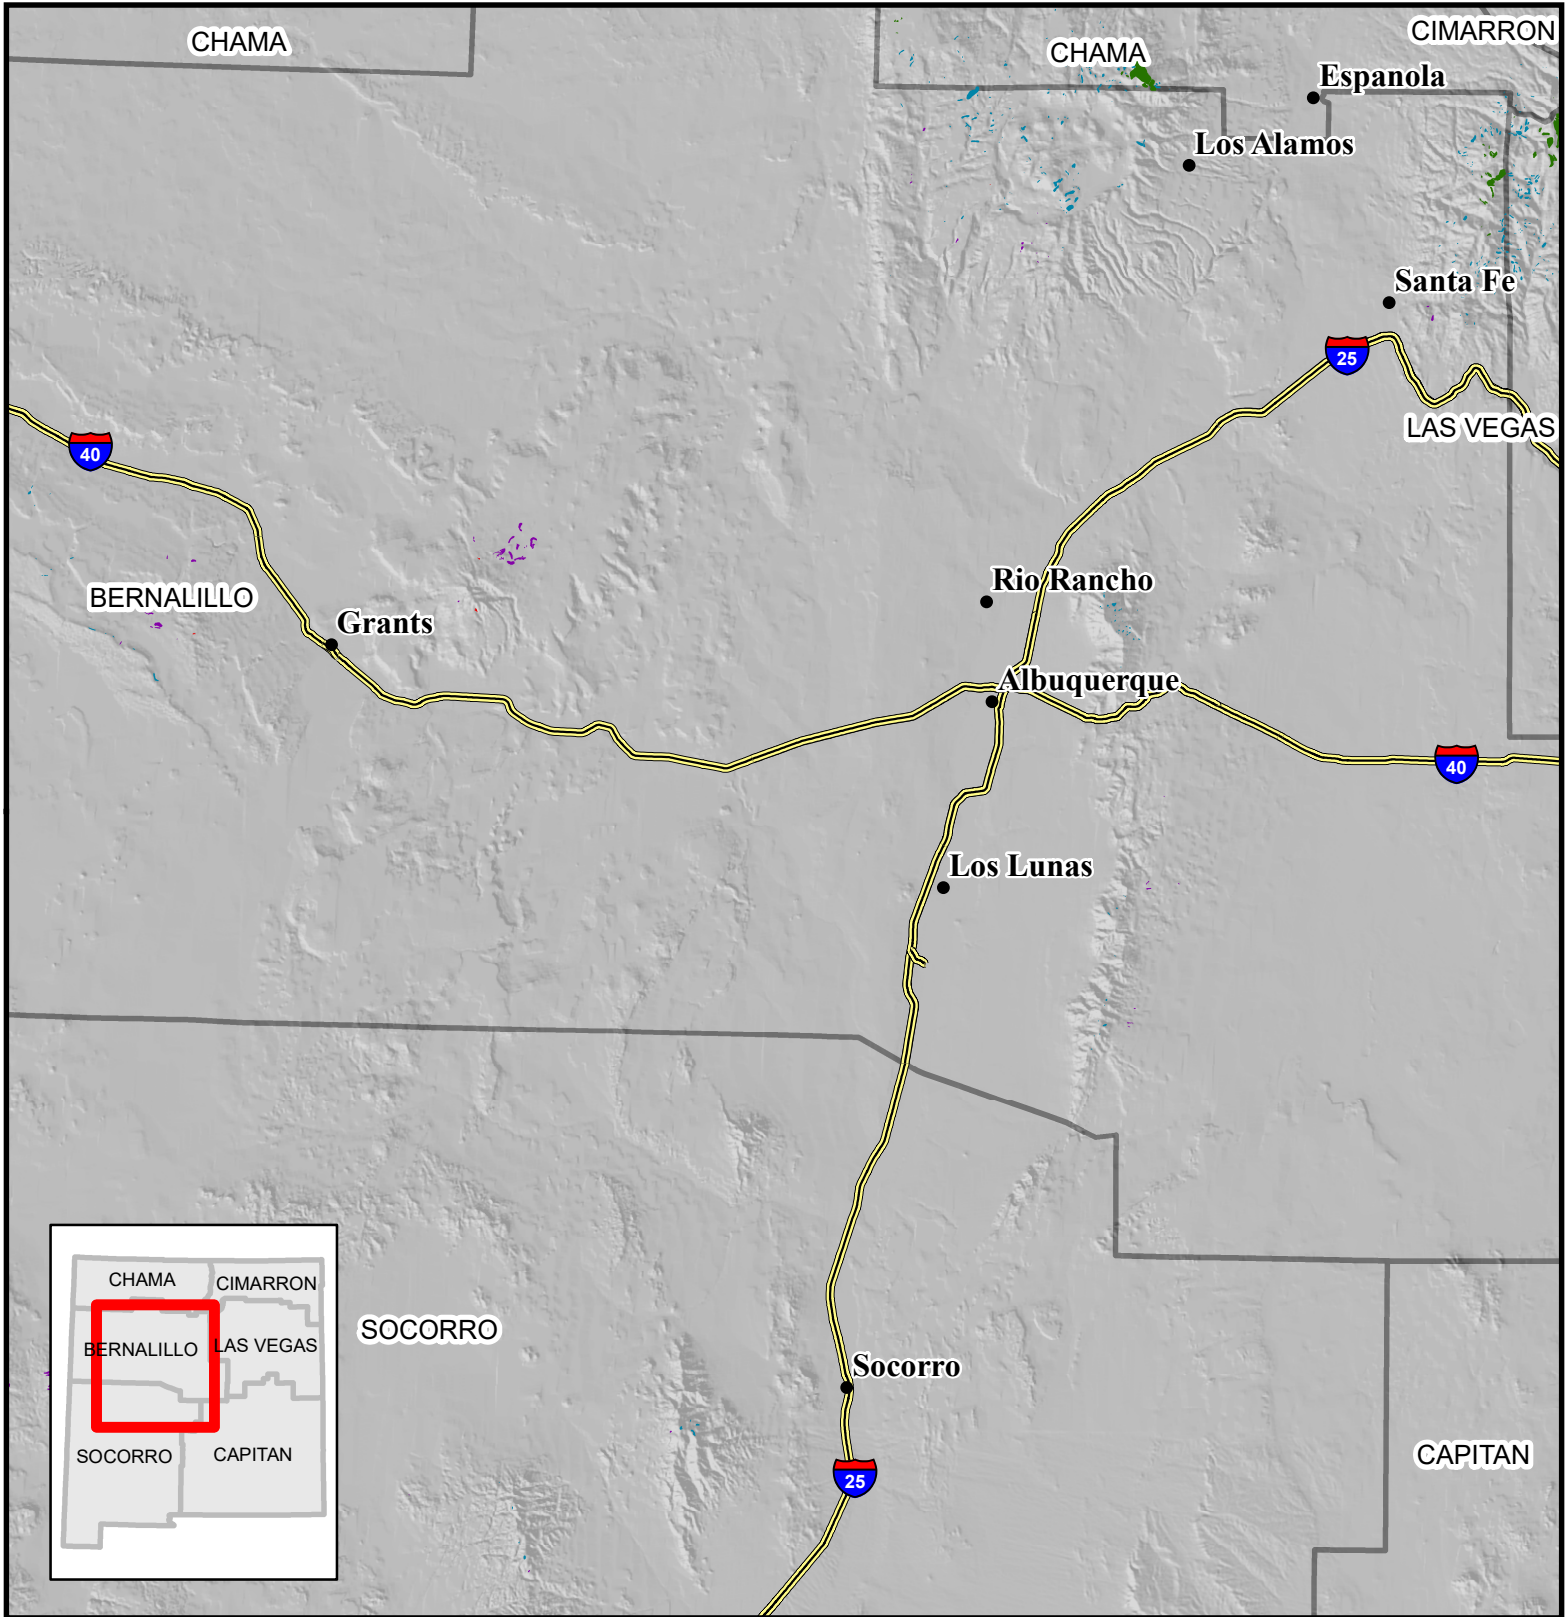 CIMARRON
CHAMA
CHAMA
Espanola
Los Alamos
Santa Fe
25
LAS VEGAS
40
Rio Rancho
BERNALILLO
Grants
Albuquerque
40
Los Lunas
CHAMA
CIMARRON
BERNALILLO
LAS VEGAS
SOCORRO
CAPITAN
SOCORRO
Socorro
CAPITAN
25